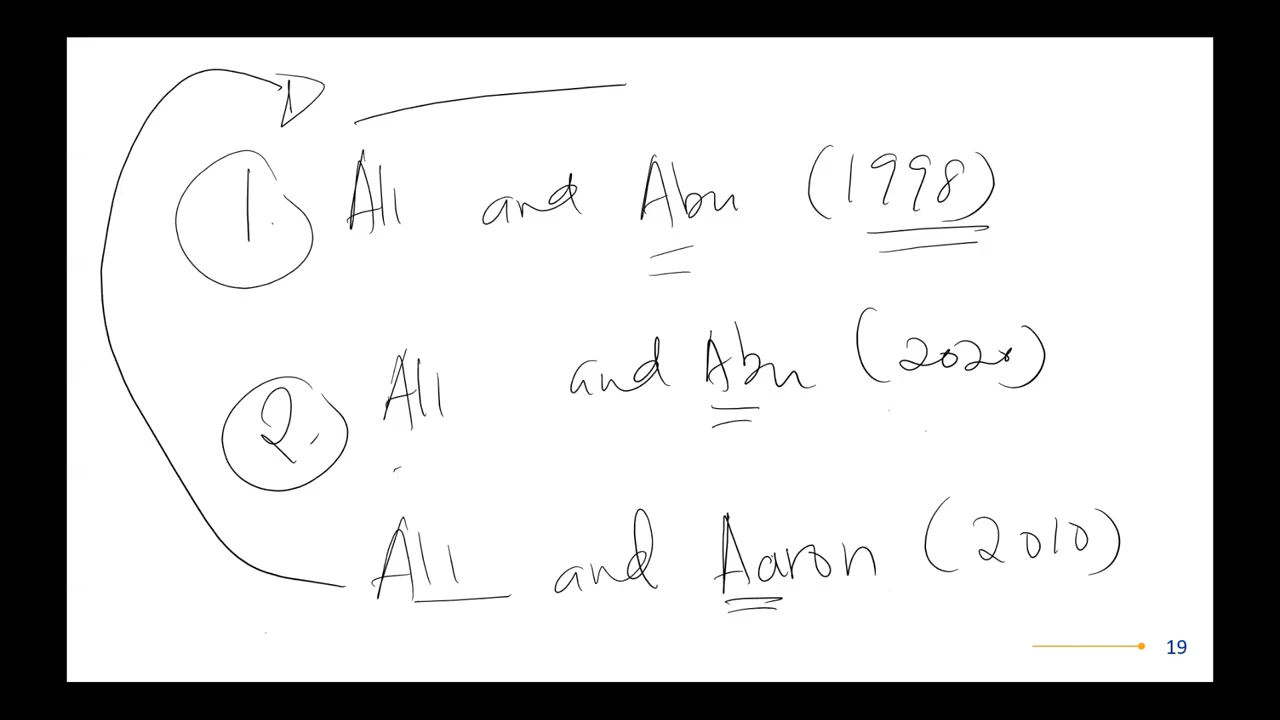 1. Ali and Abu (1998)
2. Ali and Abu (2020)
Ali and Aaron (2010)
19